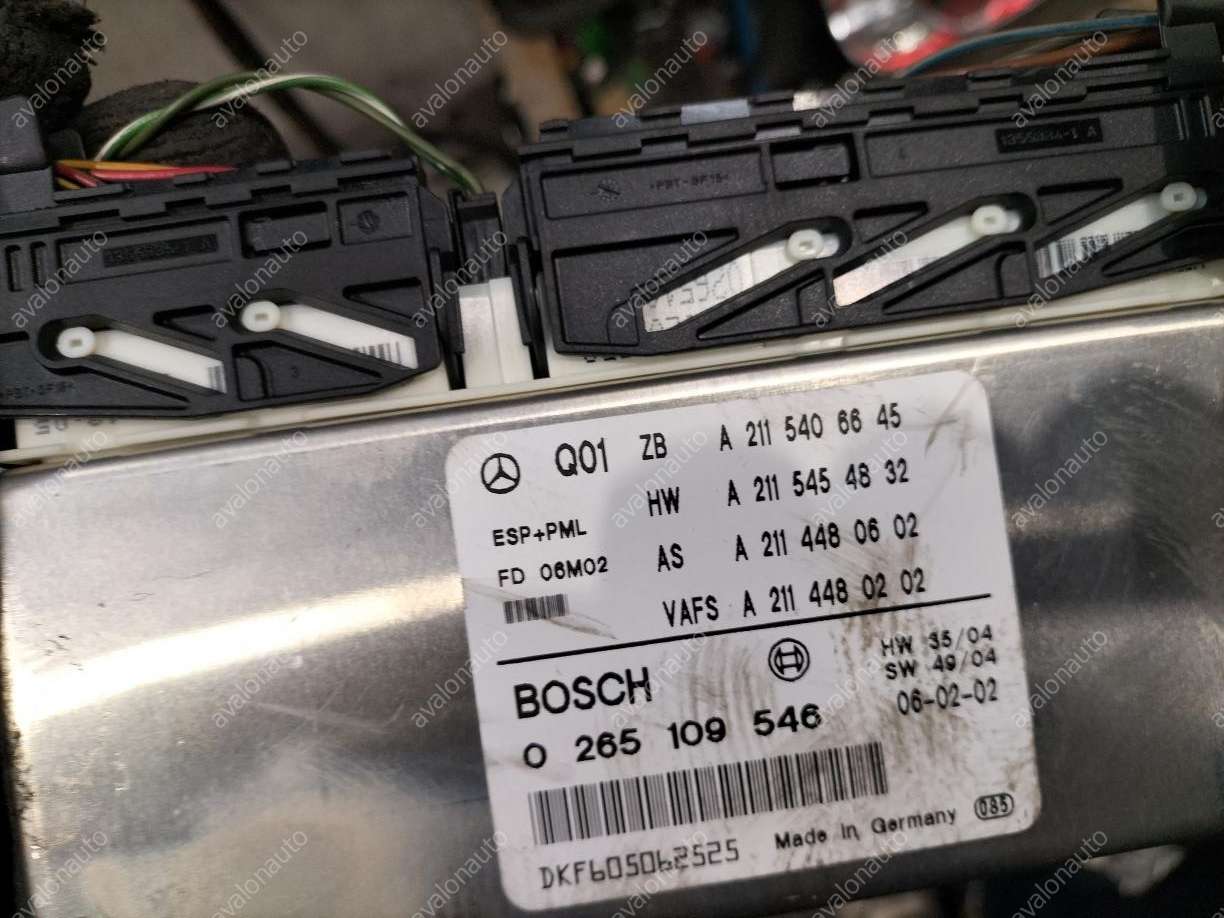 avalonauto
>PBT-GF15<
Q01 ZB A 211 540 66 45
HW A 211 545 48 32
ESP+PML
AS A 211 448 06 02
FD 06M02
VAFS A 211 448 02 02
BOSCH
HW 35/04
SW 49/04
06-02-02
0 265 109 546
Made in Germany 085
DKF605062525